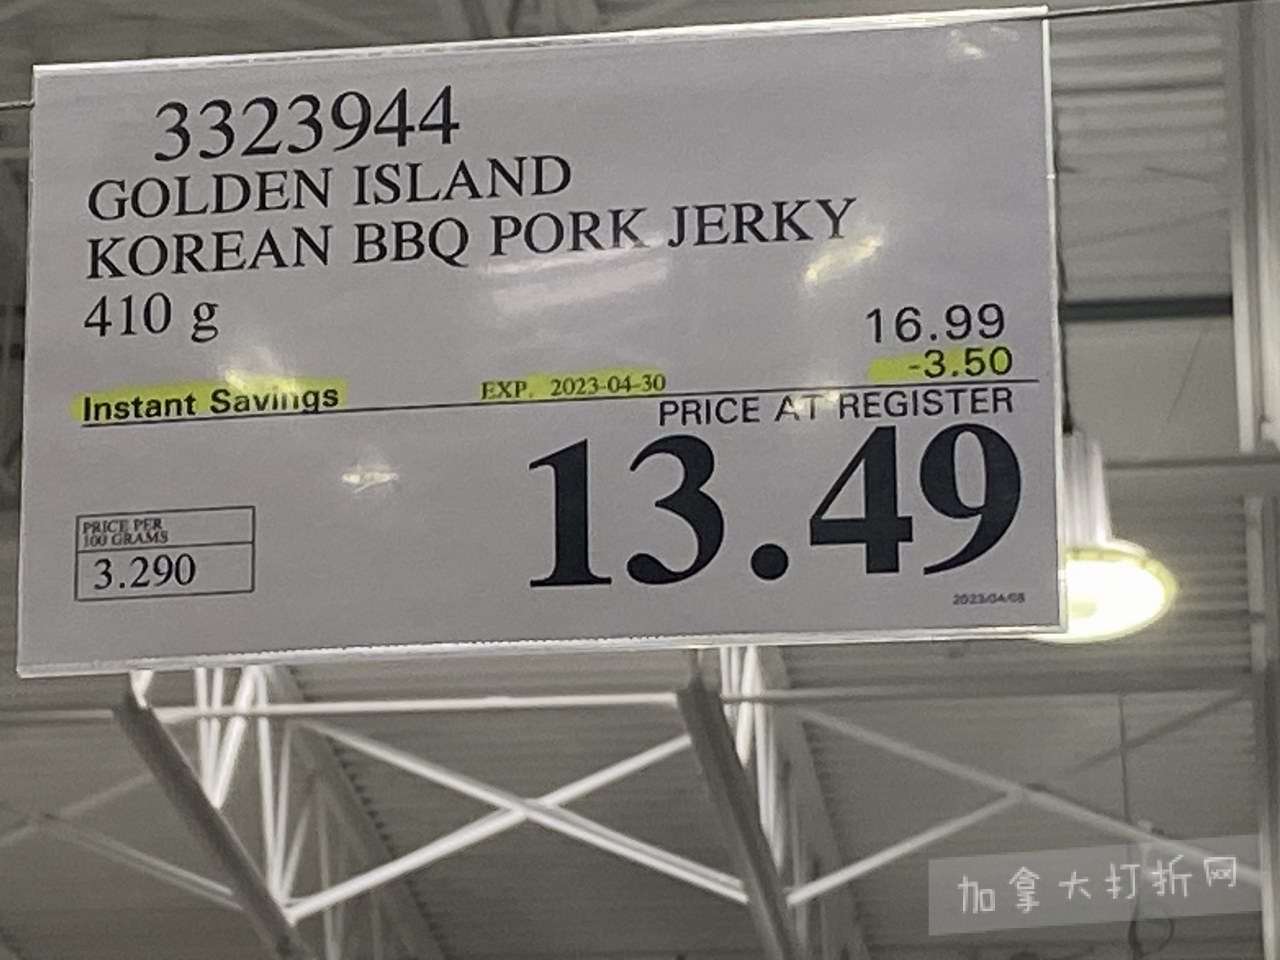 3323944
GOLDEN ISLAND
KOREAN BBQ PORK JERKY
410 g
16.99
Instant Savings EXP. 2023-04-30 -3.50
PRICE AT REGISTER
13.49
PRICE PER
100 GRAMS
3.290
2023/04/08
加拿大打折网